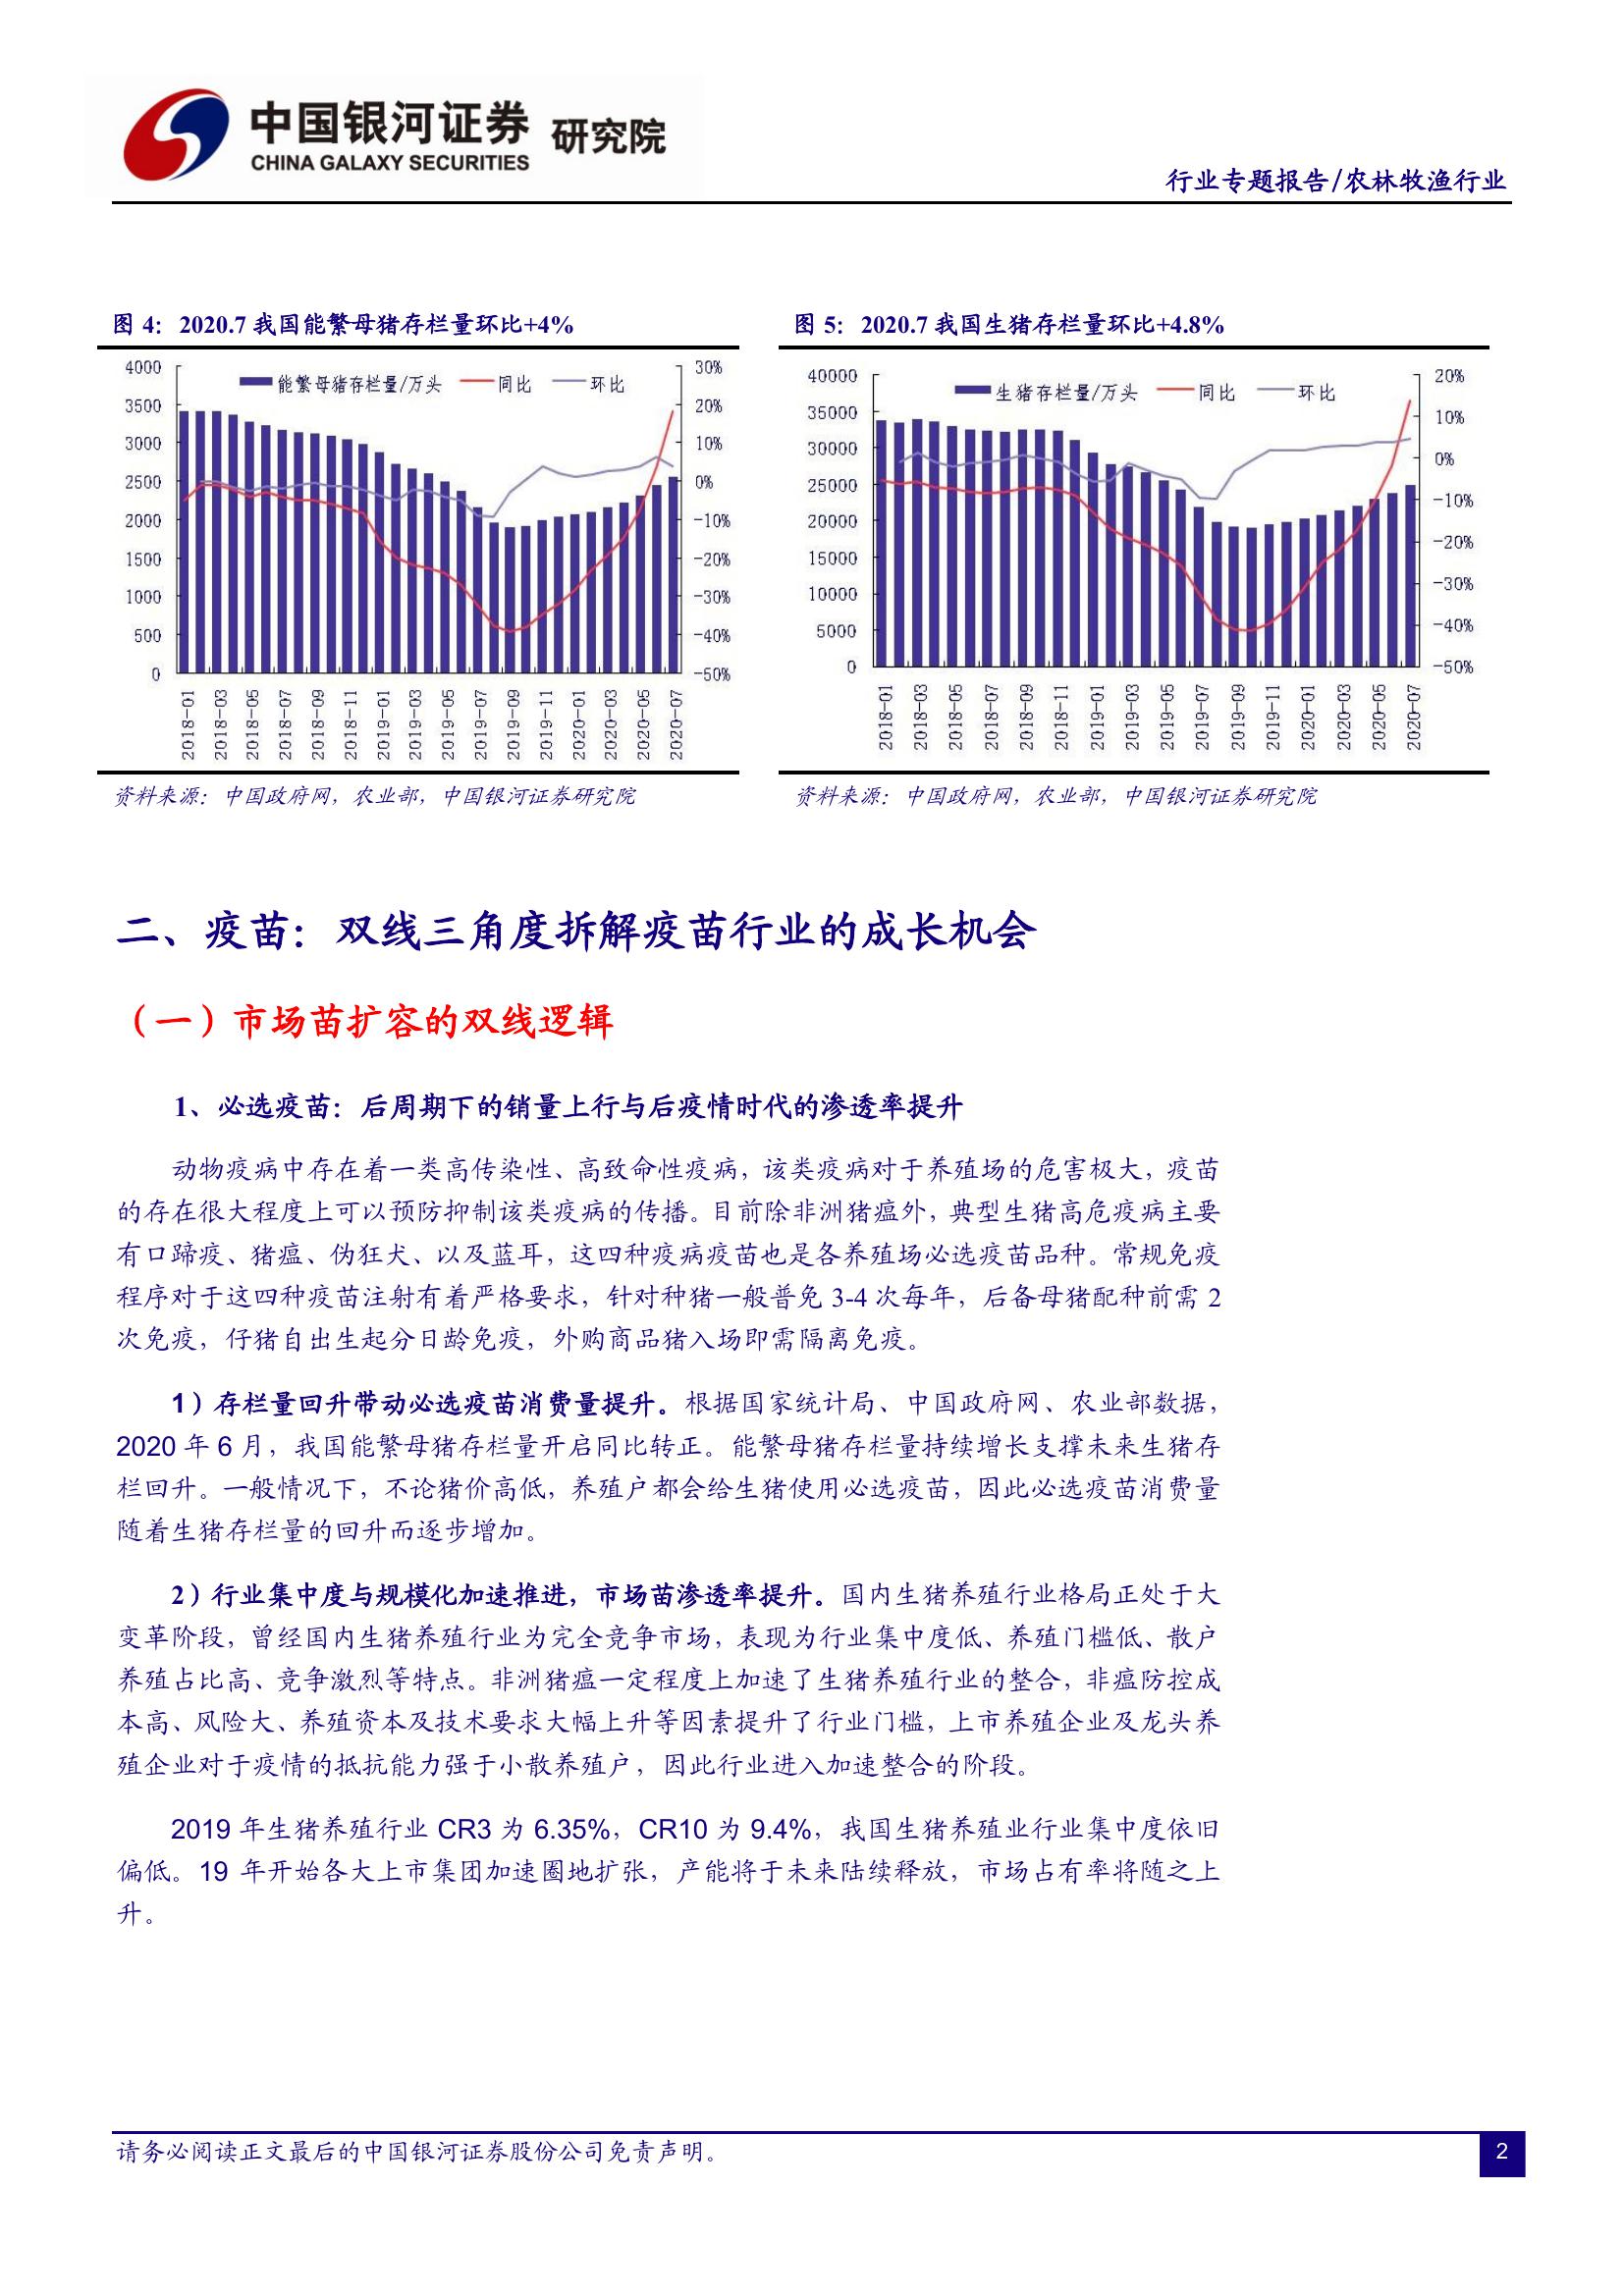 中国银河证券 研究院
CHINA GALAXY SECURITIES
行业专题报告/农林牧渔行业
图 4：2020.7 我国能繁母猪存栏量环比+4%
4000
3500
3000
2500
2000
1500
1000
500
0
能繁母猪存栏量/万头 同比 环比
30%
20%
10%
0%
-10%
-20%
-30%
-40%
-50%
2018-01
2018-03
2018-05
2018-07
2018-09
2018-11
2019-01
2019-03
2019-05
2019-07
2019-09
2019-11
2020-01
2020-03
2020-05
2020-07
资料来源：中国政府网，农业部，中国银河证券研究院
图 5：2020.7 我国生猪存栏量环比+4.8%
40000
35000
30000
25000
20000
15000
10000
5000
0
生猪存栏量/万头 同比 环比
20%
10%
0%
-10%
-20%
-30%
-40%
-50%
2018-01
2018-03
2018-05
2018-07
2018-09
2018-11
2019-01
2019-03
2019-05
2019-07
2019-09
2019-11
2020-01
2020-03
2020-05
2020-07
资料来源：中国政府网，农业部，中国银河证券研究院
二、疫苗：双线三角度拆解疫苗行业的成长机会
（一）市场苗扩容的双线逻辑
1、必选疫苗：后周期下的销量上行与后疫情时代的渗透率提升
动物疫病中存在着一类高传染性、高致命性疫病，该类疫病对于养殖场的危害极大，疫苗
的存在很大程度上可以预防抑制该类疫病的传播。目前除非洲猪瘟外，典型生猪高危疫病主要
有口蹄疫、猪瘟、伪狂犬、以及蓝耳，这四种疫病疫苗也是各养殖场必选疫苗品种。常规免疫
程序对于这四种疫苗注射有着严格要求，针对种猪一般普免 3-4 次每年，后备母猪配种前需 2
次免疫，仔猪自出生起分日龄免疫，外购商品猪入场即需隔离免疫。
1）存栏量回升带动必选疫苗消费量提升。根据国家统计局、中国政府网、农业部数据，
2020 年 6 月，我国能繁母猪存栏量开启同比转正。能繁母猪存栏量持续增长支撑未来生猪存
栏回升。一般情况下，不论猪价高低，养殖户都会给生猪使用必选疫苗，因此必选疫苗消费量
随着生猪存栏量的回升而逐步增加。
2）行业集中度与规模化加速推进，市场苗渗透率提升。国内生猪养殖行业格局正处于大
变革阶段，曾经国内生猪养殖行业为完全竞争市场，表现为行业集中度低、养殖门槛低、散户
养殖占比高、竞争激烈等特点。非洲猪瘟一定程度上加速了生猪养殖行业的整合，非瘟防控成
本高、风险大、养殖资本及技术要求大幅上升等因素提升了行业门槛，上市养殖企业及龙头养
殖企业对于疫情的抵抗能力强于小散养殖户，因此行业进入加速整合的阶段。
2019 年生猪养殖行业 CR3 为 6.35%，CR10 为 9.4%，我国生猪养殖业行业集中度依旧
偏低。19 年开始各大上市集团加速圈地扩张，产能将于未来陆续释放，市场占有率将随之上
升。
请务必阅读正文最后的中国银河证券股份公司免责声明。
2